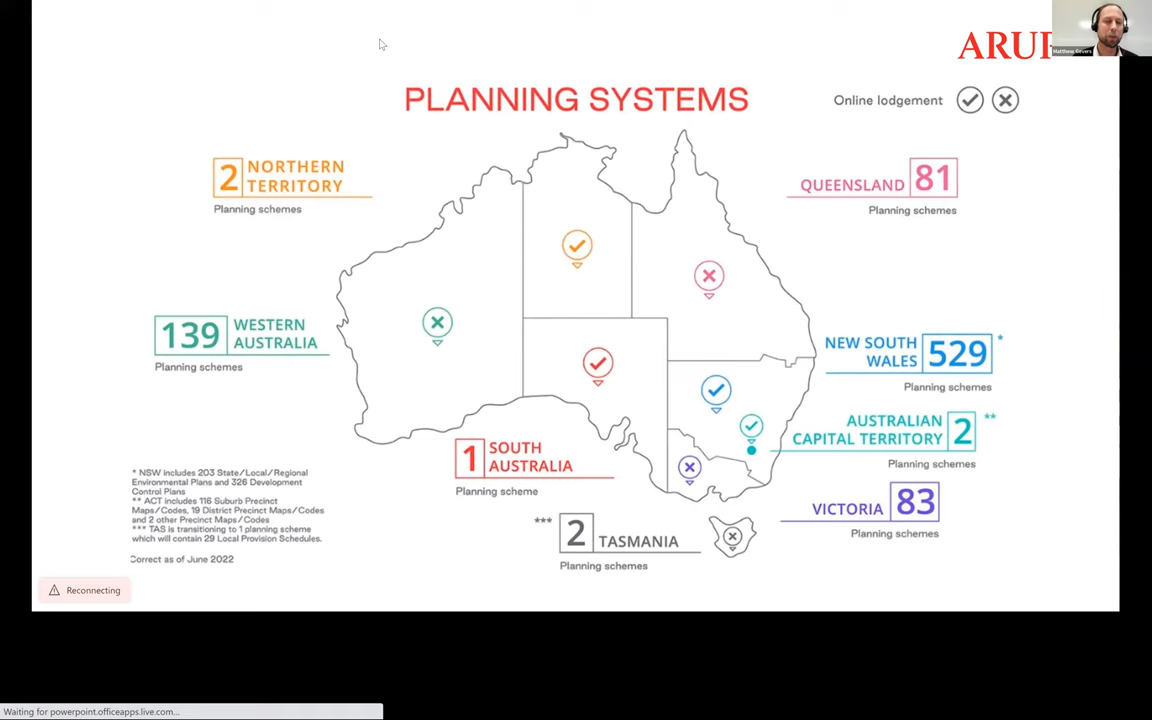 ARUP
Matthew Gevers
PLANNING SYSTEMS
Online lodgement
2 NORTHERN
TERRITORY
Planning schemes
QUEENSLAND 81
Planning schemes
139 WESTERN
AUSTRALIA
Planning schemes
NEW SOUTH
WALES 529 *
Planning schemes
AUSTRALIAN
CAPITAL TERRITORY 2 **
Planning schemes
1 SOUTH
AUSTRALIA
Planning scheme
VICTORIA 83
Planning schemes
*** 2 TASMANIA
Planning schemes
* NSW includes 203 State/Local/Regional
Environmental Plans and 326 Development
Control Plans
** ACT includes 116 Suburb Precinct
Maps/Codes, 19 District Precinct Maps/Codes
and 2 other Precinct Maps/Codes
*** TAS is transitioning to 1 planning scheme
which will contain 29 Local Provision Schedules.
Correct as of June 2022
Reconnecting
Waiting for powerpoint.officeapps.live.com...